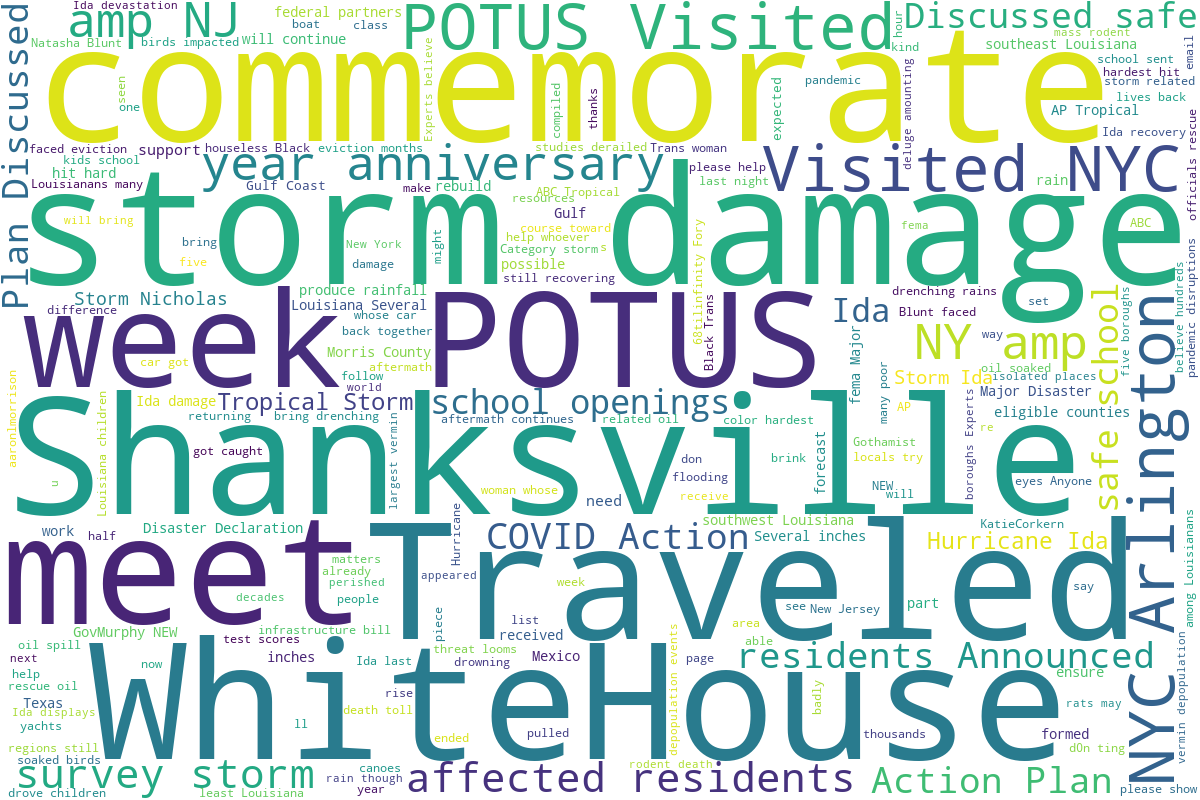 Ida devastation
amp NJ
federal partners
boat
class
POTUS Visited
hour
kind
Discussed safe
mass rodent
southeast Louisiana
school sent
email
Natasha Blunt
birds impacted
will continue
hardest hit
storm related
commemorate
seen
one
Experts believe
compiled
thanks
expected
pandemic
deluge amounting
lives back
AP Tropical
Ida recovery
officials rescue
Plan Discussed
faced eviction
support
houseless Black
eviction months
studies derailed
Trans woman
kids school
hit hard
year anniversary
please help
last night
Visited NYC
rain
Louisianans many
Gulf Coast
make
rebuild
ABC Tropical
resources
Gulf
storm damage
will bring
course toward
help whoever
68tilinfinity Fory
fema
ABC
bring
New York
might
Category storm
s
five
damage
possible
still recovering
Storm Nicholas
produce rainfall
Louisiana Several
difference
whose car
back together
week POTUS
Black Trans
Ida
drenching rains
set
Blunt faced
five boroughs
believe hundreds
pandemic disruptions
NY amp
way
oil soaked
car got
Morris County
aftermath
follow
world
fema Major
Storm Ida
isolated places
Major Disaster
safe school
NYC Arlington
aaronlmorrison
Ida damage
Tropical Storm
school openings
many poor
AP
eligible counties
returning
bring drenching
aftermath continues
related oil
color hardest
re
Shanksville
Louisiana children
got caught
largest vermin
don
brink
forecast
Gothamist
locals try
boroughs Experts
eyes Anyone
u
woman whose
flooding
need
receive
NEW
will
work
half
Disaster Declaration
Hurricane
COVID Action
southwest Louisiana
Several inches
KatieCorkern
Hurricane Ida
among Louisianans
meet
Traveled
matters
already
perished
appeared
week
people
see
New Jersey
say
part
decades
GovMurphy NEW
infrastructure bill
test scores
piece
list
received
area
able
oil spill
next
help
now
inches
Ida last
threat looms
drowning
Mexico
page
residents Announced
ensure
vermin depopulation
rescue oil
Texas
WhiteHouse
rise
depopulation events
badly
rats may
Ida displays
yachts
ll
death toll
ended
pulled
thousands
formed
d0n ting
regions still
soaked birds
survey storm
canoes
rain though
year
affected residents
rodent death
Action Plan
please show
drove children
least Louisiana